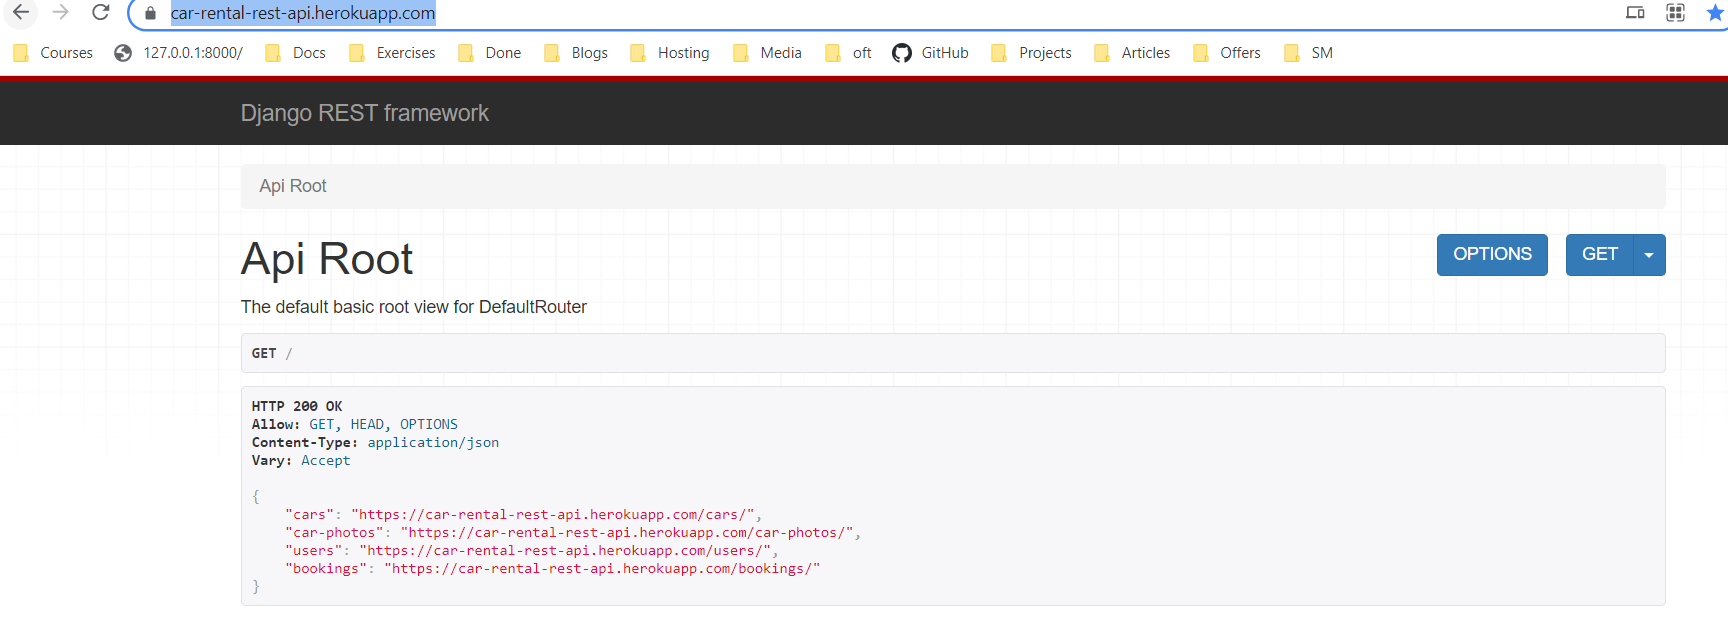 car-rental-rest-api.herokuapp.com
Courses 127.0.0.1:8000/ Docs Exercises Done Blogs Hosting Media oft GitHub Projects Articles Offers SM
Django REST framework
Api Root
Api Root
OPTIONS GET
The default basic root view for DefaultRouter
GET /
HTTP 200 OK
Allow: GET, HEAD, OPTIONS
Content-Type: application/json
Vary: Accept
{
"cars": "https://car-rental-rest-api.herokuapp.com/cars/",
"car-photos": "https://car-rental-rest-api.herokuapp.com/car-photos/",
"users": "https://car-rental-rest-api.herokuapp.com/users/",
"bookings": "https://car-rental-rest-api.herokuapp.com/bookings/"
}